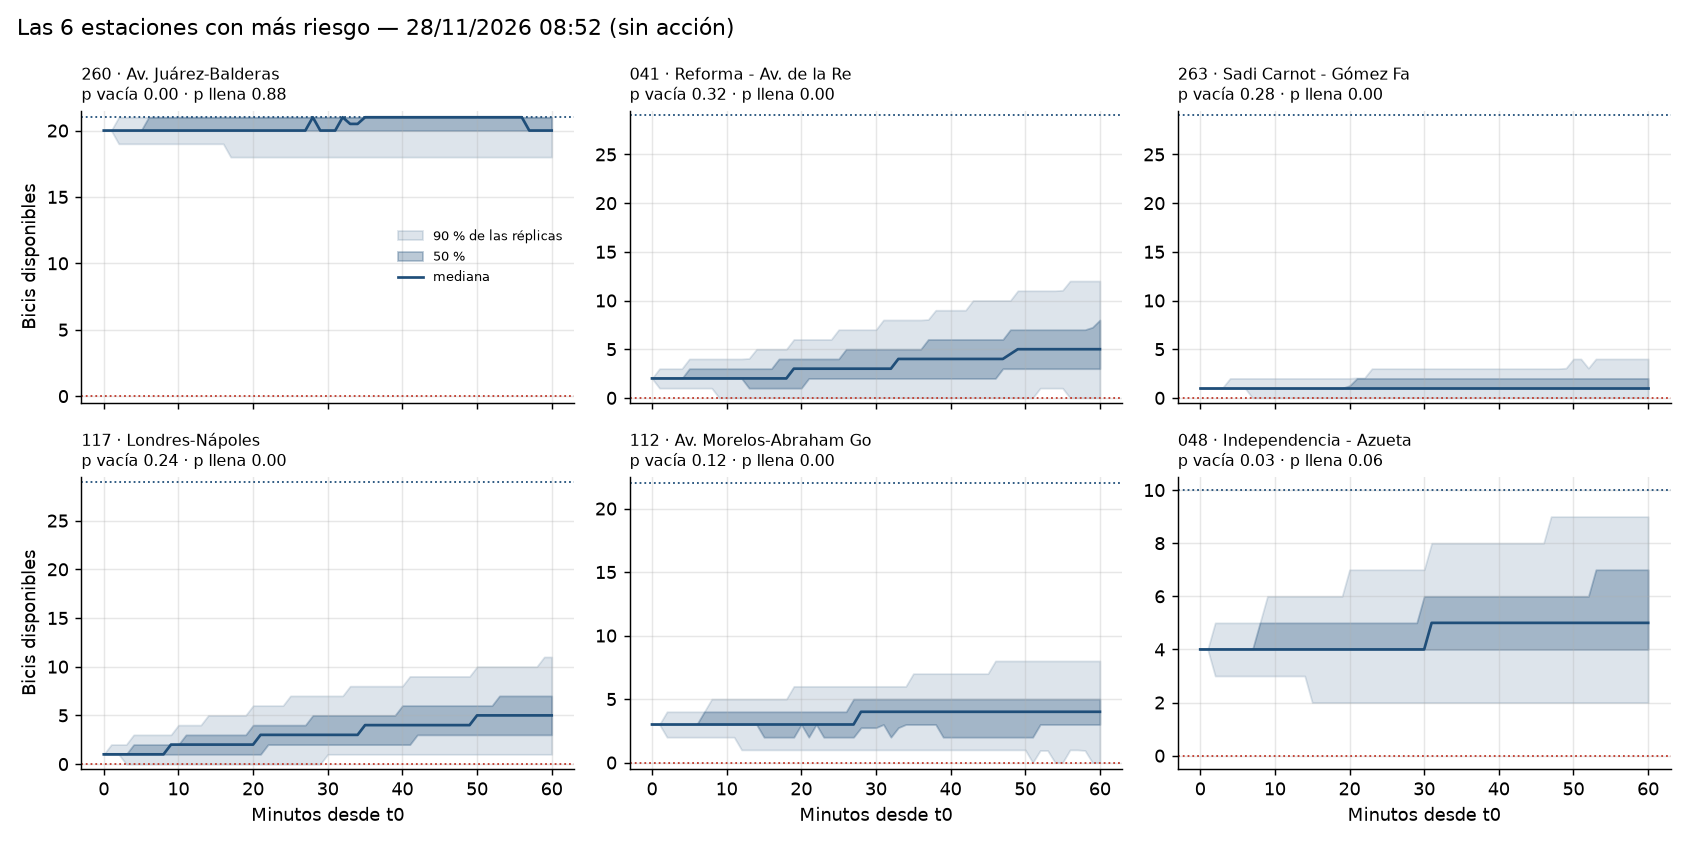 Las 6 estaciones con más riesgo — 28/11/2026 08:52 (sin acción)
260 · Av. Juárez-Balderas
p vacía 0.00 · p llena 0.88
20
15
10
5
0
Bicis disponibles
90 % de las réplicas
50 %
mediana
041 · Reforma - Av. de la Re
p vacía 0.32 · p llena 0.00
25
20
15
10
5
0
263 · Sadi Carnot - Gómez Fa
p vacía 0.28 · p llena 0.00
25
20
15
10
5
0
117 · Londres-Nápoles
p vacía 0.24 · p llena 0.00
25
20
15
10
5
0
Bicis disponibles
0 10 20 30 40 50 60
Minutos desde t0
112 · Av. Morelos-Abraham Go
p vacía 0.12 · p llena 0.00
20
15
10
5
0
0 10 20 30 40 50 60
Minutos desde t0
048 · Independencia - Azueta
p vacía 0.03 · p llena 0.06
10
8
6
4
2
0
0 10 20 30 40 50 60
Minutos desde t0